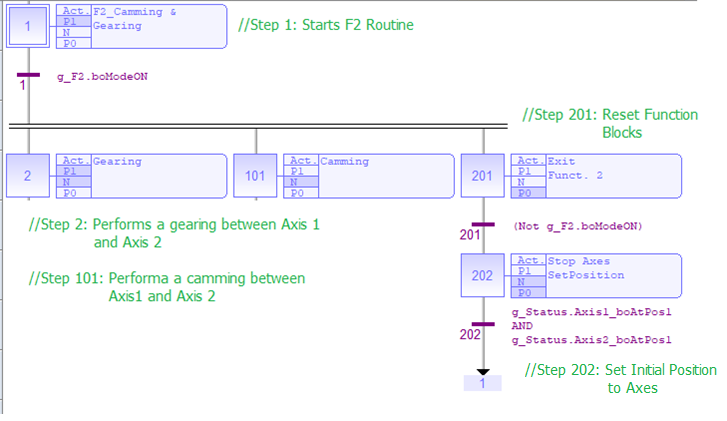 1
Act.
P1
N
P0
F2_Camming &
Gearing
//Step 1: Starts F2 Routine
1
g_F2.boModeON
//Step 201: Reset Function
Blocks
2
Act.
P1
N
P0
Gearing
101
Act.
P1
N
P0
Camming
201
Act.
P1
N
P0
Exit
Funct. 2
//Step 2: Performs a gearing between Axis 1
and Axis 2
201
(Not g_F2.boModeON)
//Step 101: Performa a camming between
Axis1 and Axis 2
202
Act.
P1
N
P0
Stop Axes
SetPosition
202
g_Status.Axis1_boAtPos1
AND
g_Status.Axis2_boAtPos1
1
//Step 202: Set Initial Position
to Axes